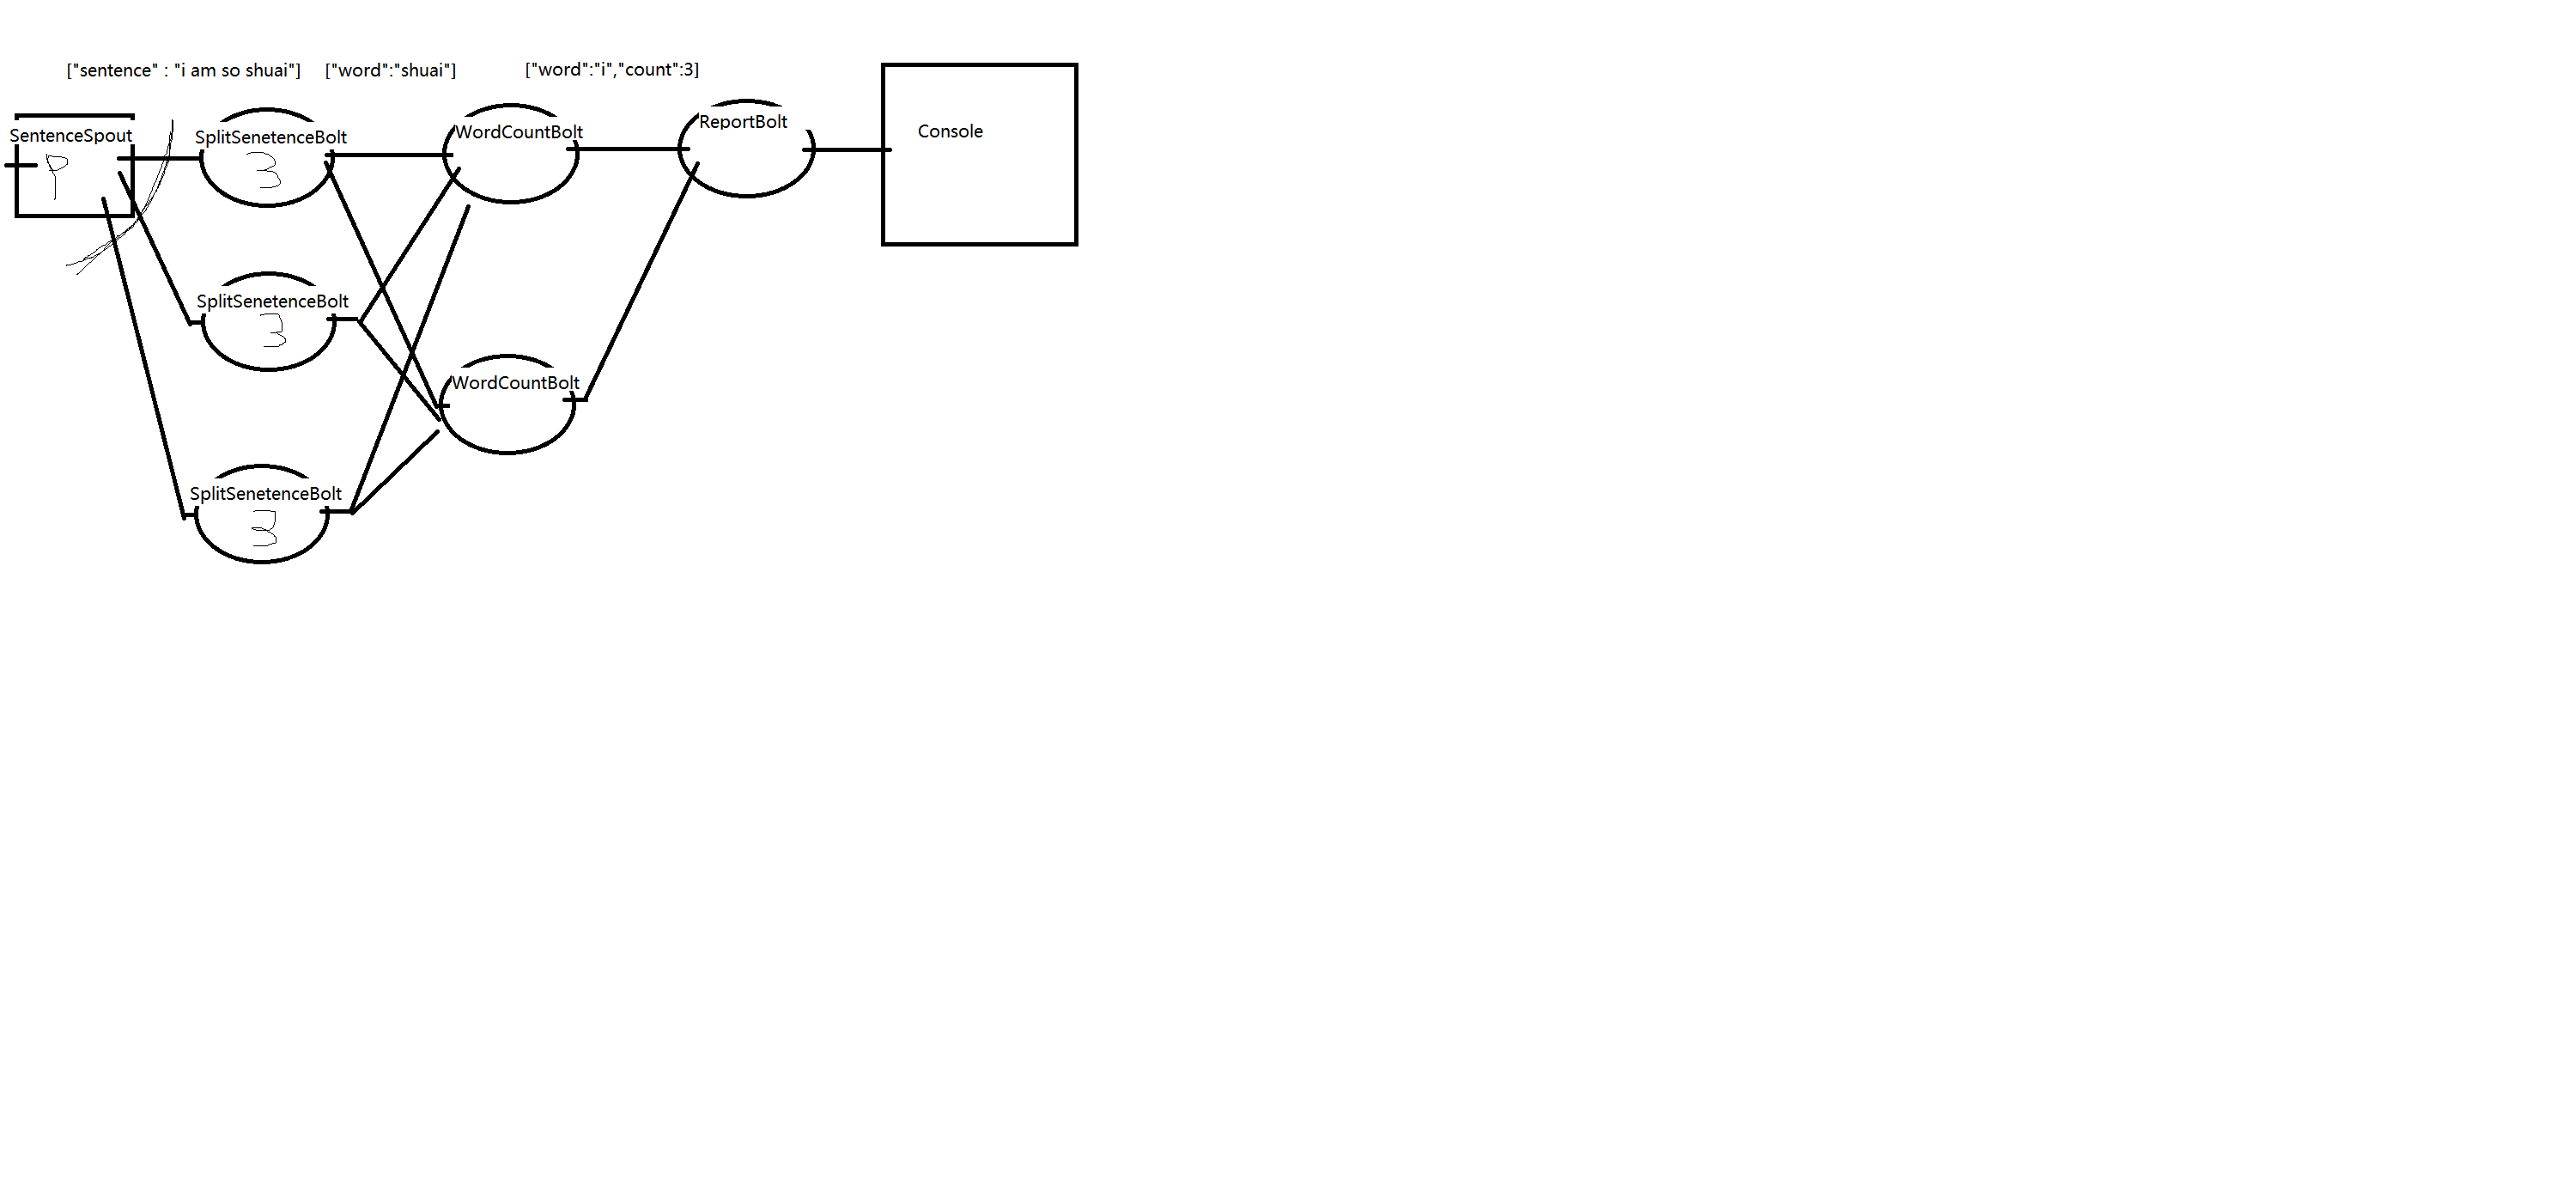 ["sentence" : "i am so shuai"] ["word":"shuai"] ["word":"i","count":3]
SentenceSpout
SplitSenetenceBolt
3
WordCountBolt
ReportBolt
Console
SplitSenetenceBolt
3
WordCountBolt
SplitSenetenceBolt
3